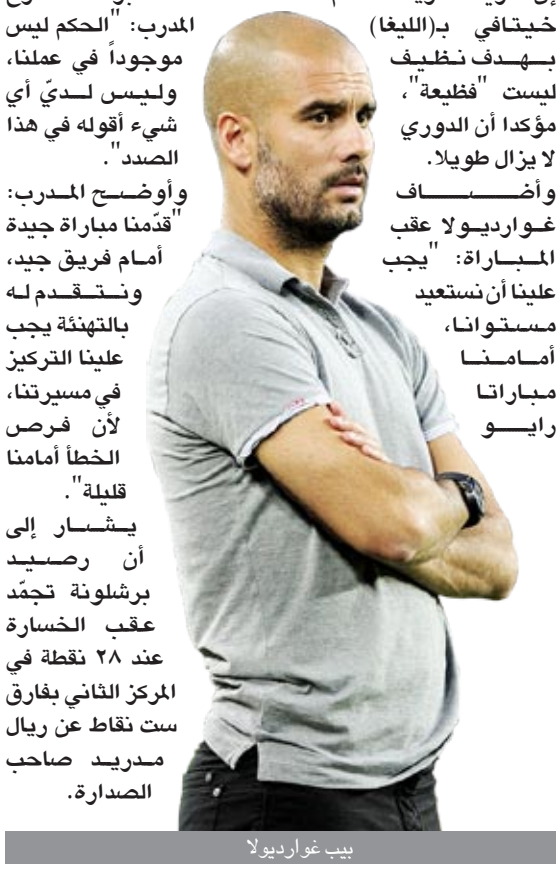 خيتافي بـ(الليغا)
بهدف نظيف
ليست "فظيعة"،
مؤكدا أن الدوري
لا يزال طويلا.
وأضاف
غوارديولا عقب
المباراة: "يجب
علينا أن نستعيد
مستوانا،
أمامنا
مباراتا
رايو
المدرب: "الحكم ليس
موجوداً في عملنا،
وليس لديّ أي
شيء أقوله في هذا
الصدد".
وأوضح المدرب:
"قدّمنا مباراة جيدة
أمام فريق جيد،
ونتقدم له
بالتهنئة يجب
علينا التركيز
في مسيرتنا،
لأن فرص
الخطأ أمامنا
قليلة".
يشار إلى
أن رصيد
برشلونة تجمّد
عقب الخسارة
عند ٢٨ نقطة في
المركز الثاني بفارق
ست نقاط عن ريال
مدريد صاحب
الصدارة.
بيب غوارديولا